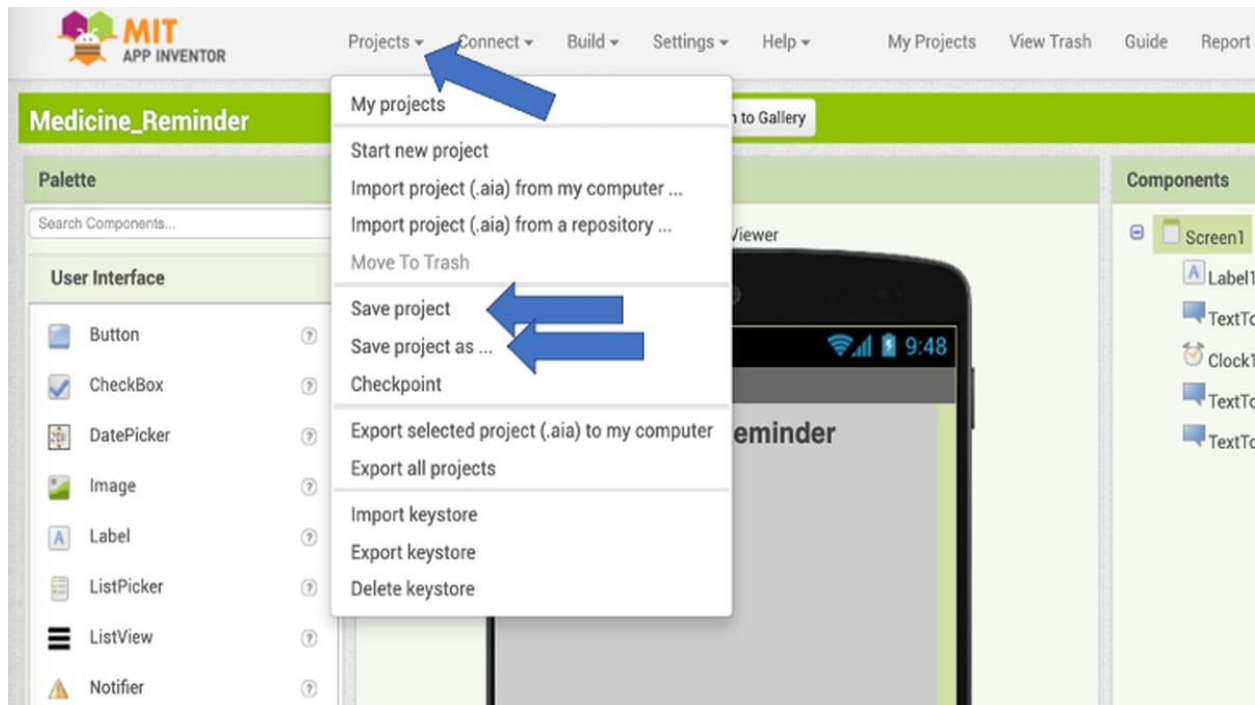 MIT
APP INVENTOR
Projects Connect Build Settings Help My Projects View Trash Guide Report
Medicine_Reminder
to Gallery
My projects
Start new project
Import project (.aia) from my computer ...
Import project (.aia) from a repository ...
Move To Trash
Save project
Save project as ...
Checkpoint
Export selected project (.aia) to my computer
Export all projects
Import keystore
Export keystore
Delete keystore
Palette
Search Components...
User Interface
Button ?
CheckBox ?
DatePicker ?
Image ?
A Label ?
ListPicker ?
ListView ?
Notifier ?
Viewer
9:48
eminder
Components
Screen1
A Label1
TextTo
Clock1
TextTo
TextTo